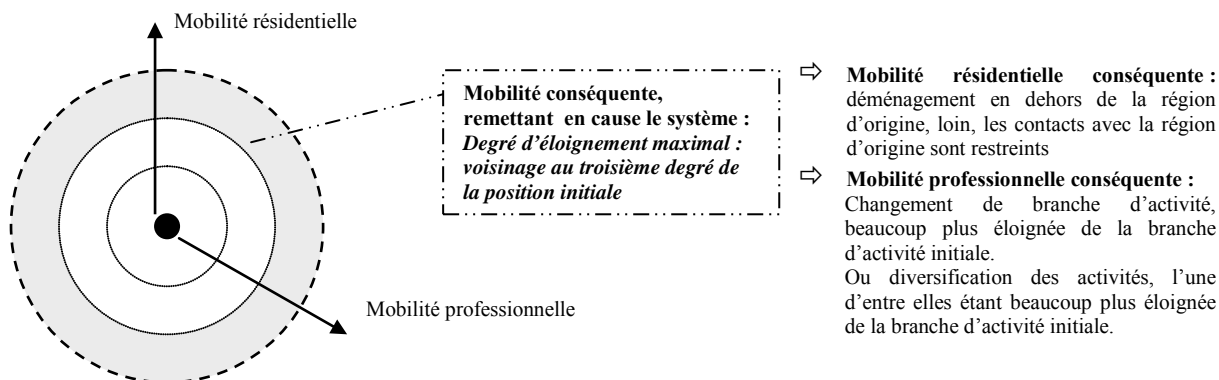 Mobilité résidentielle
Mobilité conséquente,
remettant en cause le système :
Degré d’éloignement maximal :
voisinage au troisième degré de
la position initiale
⇨ Mobilité résidentielle conséquente :
déménagement en dehors de la région
d’origine, loin, les contacts avec la région
d’origine sont restreints
⇨ Mobilité professionnelle conséquente :
Changement de branche d’activité,
beaucoup plus éloignée de la branche
d’activité initiale.
Ou diversification des activités, l’une
d’entre elles étant beaucoup plus éloignée
de la branche d’activité initiale.
Mobilité professionnelle